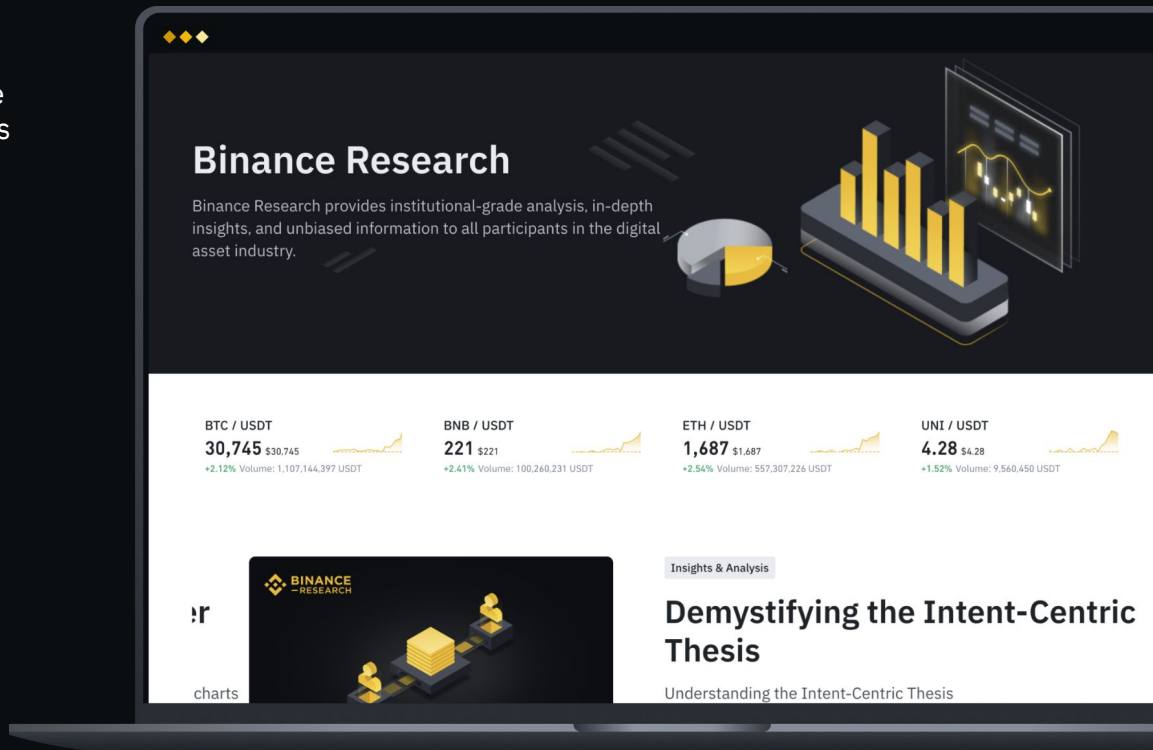 Binance Research
Binance Research provides institutional-grade analysis, in-depth
insights, and unbiased information to all participants in the digital
asset industry.
BTC / USDT
30,745 $30,745
+2.12% Volume: 1,107,144,397 USDT
BNB / USDT
221 $221
+2.41% Volume: 100,260,231 USDT
ETH / USDT
1,687 $1,687
+2.54% Volume: 557,307,226 USDT
UNI / USDT
4.28 $4.28
+1.52% Volume: 9,560,450 USDT
charts
BINANCE
RESEARCH
Insights & Analysis
Demystifying the Intent-Centric
Thesis
Understanding the Intent-Centric Thesis